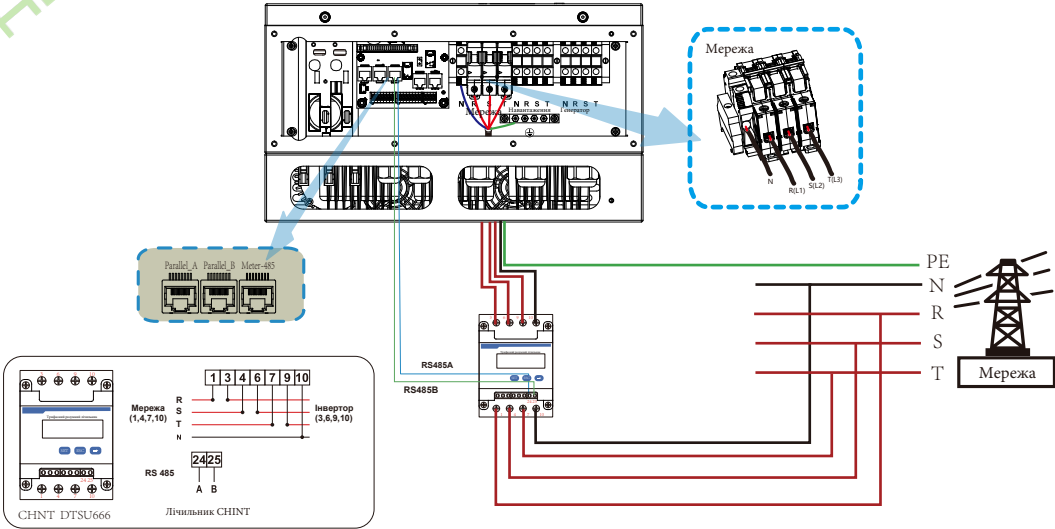 Мережа
N R S T N R S T N R S T
Мережа Навантаження Генератор
N R(L1) S(L2) T(L3)
Parallel_A Parallel_B Meter-485
PE
N
R
S
T
Мережа
RS485A
RS485B
1 3 4 6 7 9 10
R
S
T
N
Мережа
(1,4,7,10)
Інвертор
(3,6,9,10)
24 25
RS 485
A B
24 25
CHNT DTSU666
Лічильник CHINT